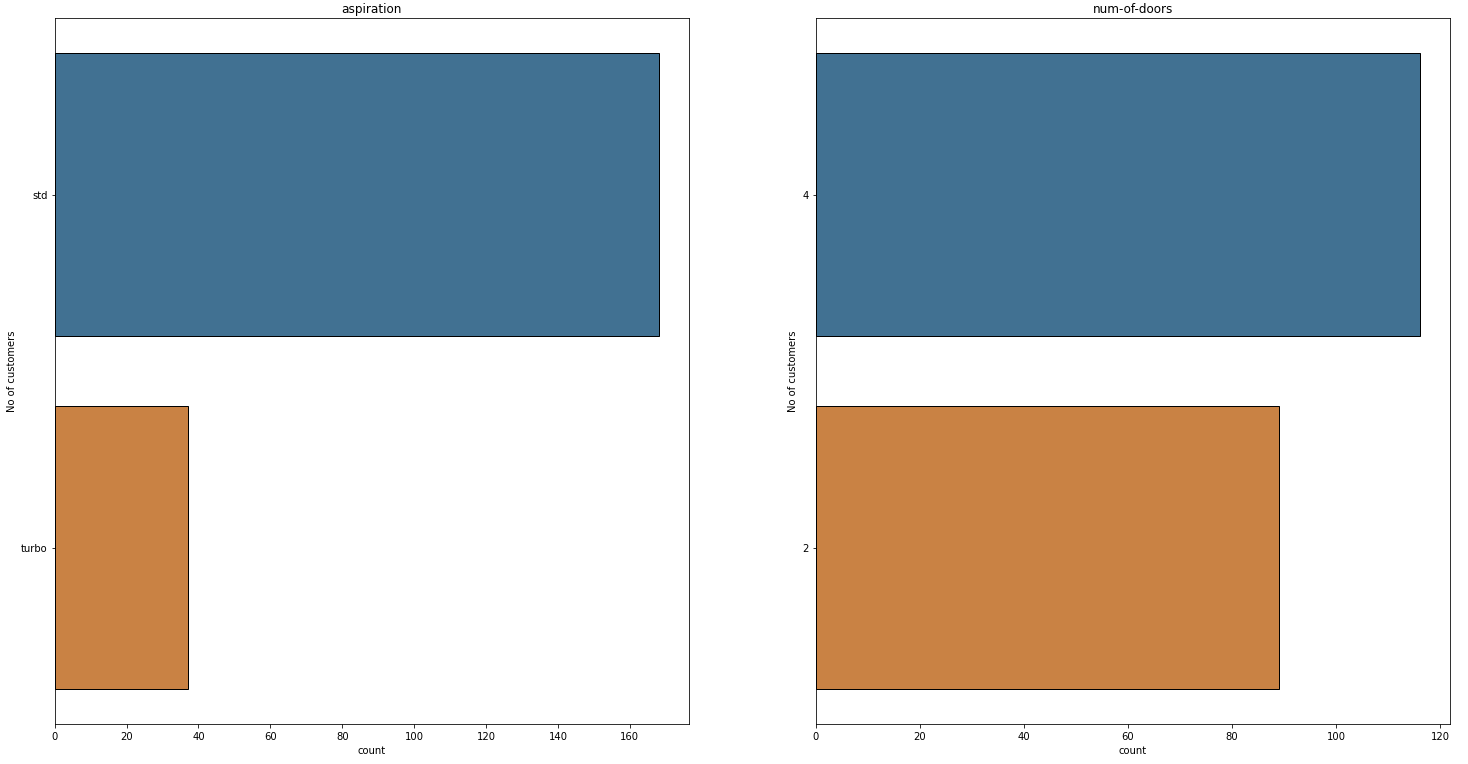 aspiration
No of customers
std
turbo
0 20 40 60 80 100 120 140 160
count
num-of-doors
No of customers
4
2
0 20 40 60 80 100 120
count